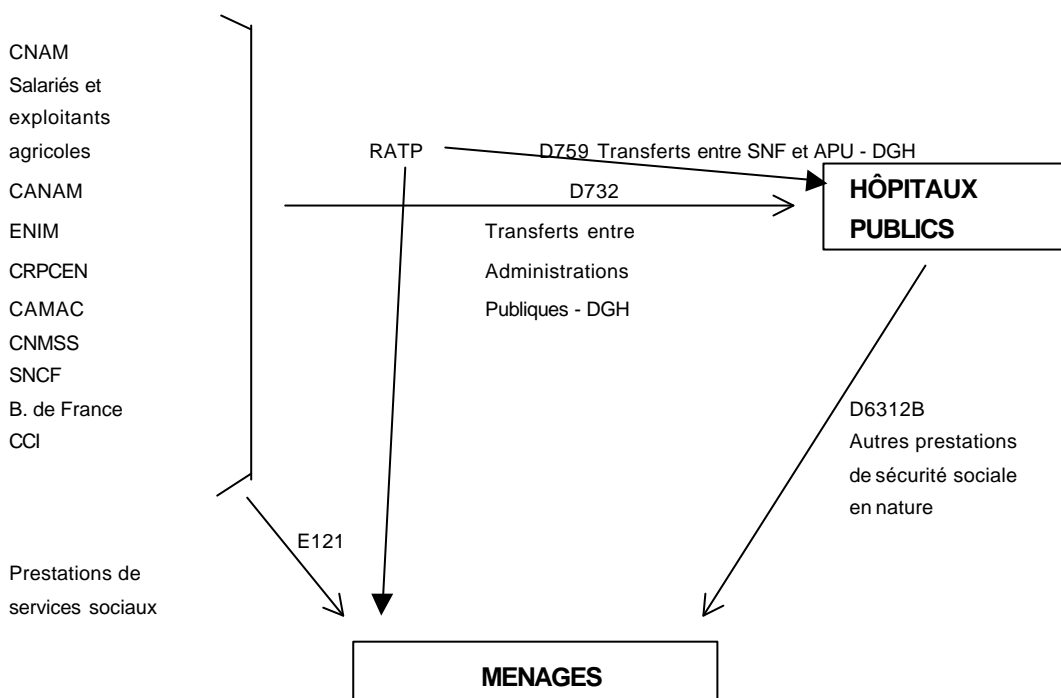 CNAM
Salariés et
exploitants
agricoles
CANAM
ENIM
CRPCEN
CAMAC
CNMSS
SNCF
B. de France
CCI
RATP
D759 Transferts entre SNF et APU - DGH
D732
Transferts entre
Administrations
Publiques - DGH
HÔPITAUX
PUBLICS
D6312B
Autres prestations
de sécurité sociale
en nature
E121
Prestations de
services sociaux
MENAGES